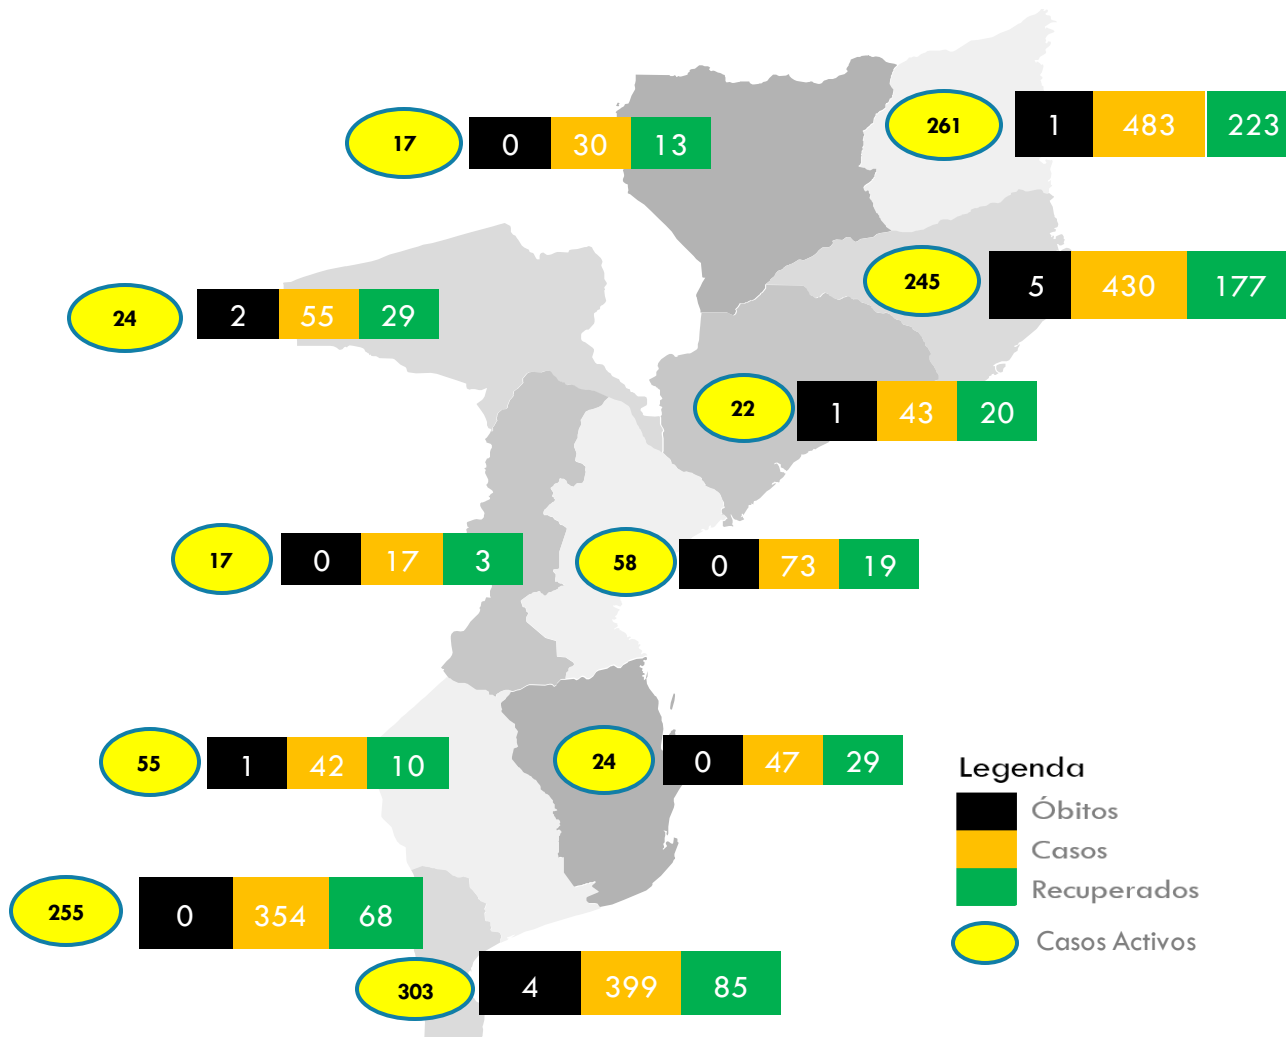 17 0 30 13
261 1 483 223
24 2 55 29
245 5 430 177
22 1 43 20
17 0 17 3
58 0 73 19
55 1 42 10
24 0 47 29
255 0 354 68
303 4 399 85
Legenda
Óbitos
Casos
Recuperados
Casos Activos